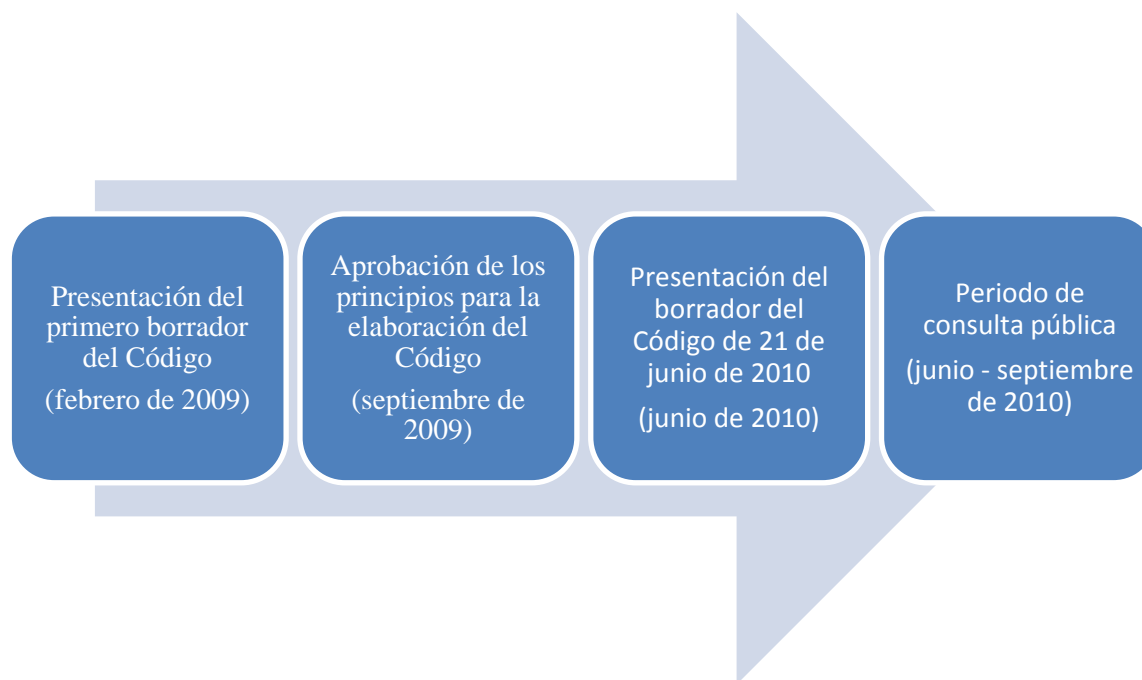 Presentación del
primero borrador
del Código
(febrero de 2009)
Aprobación de los
principios para la
elaboración del
Código
(septiembre de
2009)
Presentación del
borrador del
Código de 21 de
junio de 2010
(junio de 2010)
Periodo de
consulta pública
(junio - septiembre
de 2010)